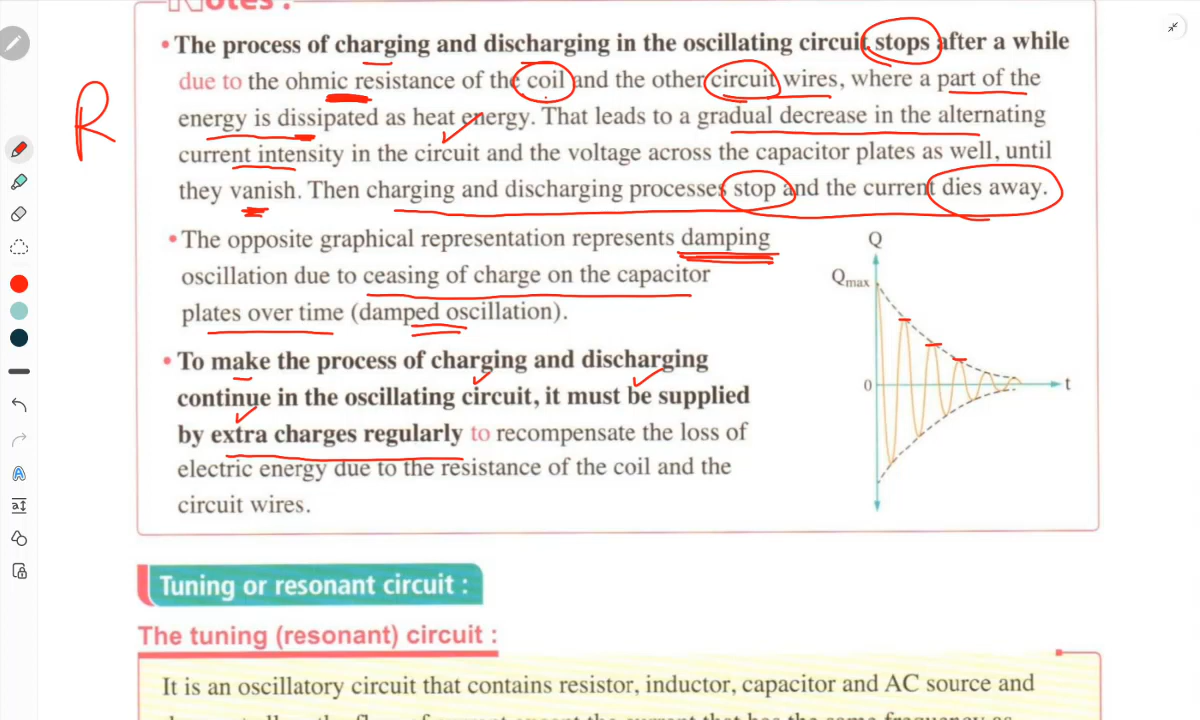 Notes :
R
• The process of charging and discharging in the oscillating circuit stops after a while
due to the ohmic resistance of the coil and the other circuit wires, where a part of the
energy is dissipated as heat energy. That leads to a gradual decrease in the alternating
current intensity in the circuit and the voltage across the capacitor plates as well, until
they vanish. Then charging and discharging processes stop and the current dies away.
• The opposite graphical representation represents damping
oscillation due to ceasing of charge on the capacitor
plates over time (damped oscillation).
Q
Qmax
0
t
• To make the process of charging and discharging
continue in the oscillating circuit, it must be supplied
by extra charges regularly to recompensate the loss of
electric energy due to the resistance of the coil and the
circuit wires.
Tuning or resonant circuit :
The tuning (resonant) circuit :
It is an oscillatory circuit that contains resistor, inductor, capacitor and AC source and